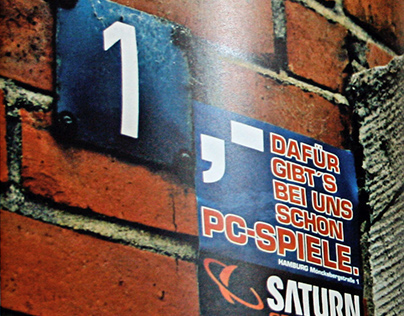 1
,-
DAFÜR
GIBT'S
BEI UNS
SCHON
PC-SPIELE.
HAMBURG Mönckebergstraße 1
SATURN